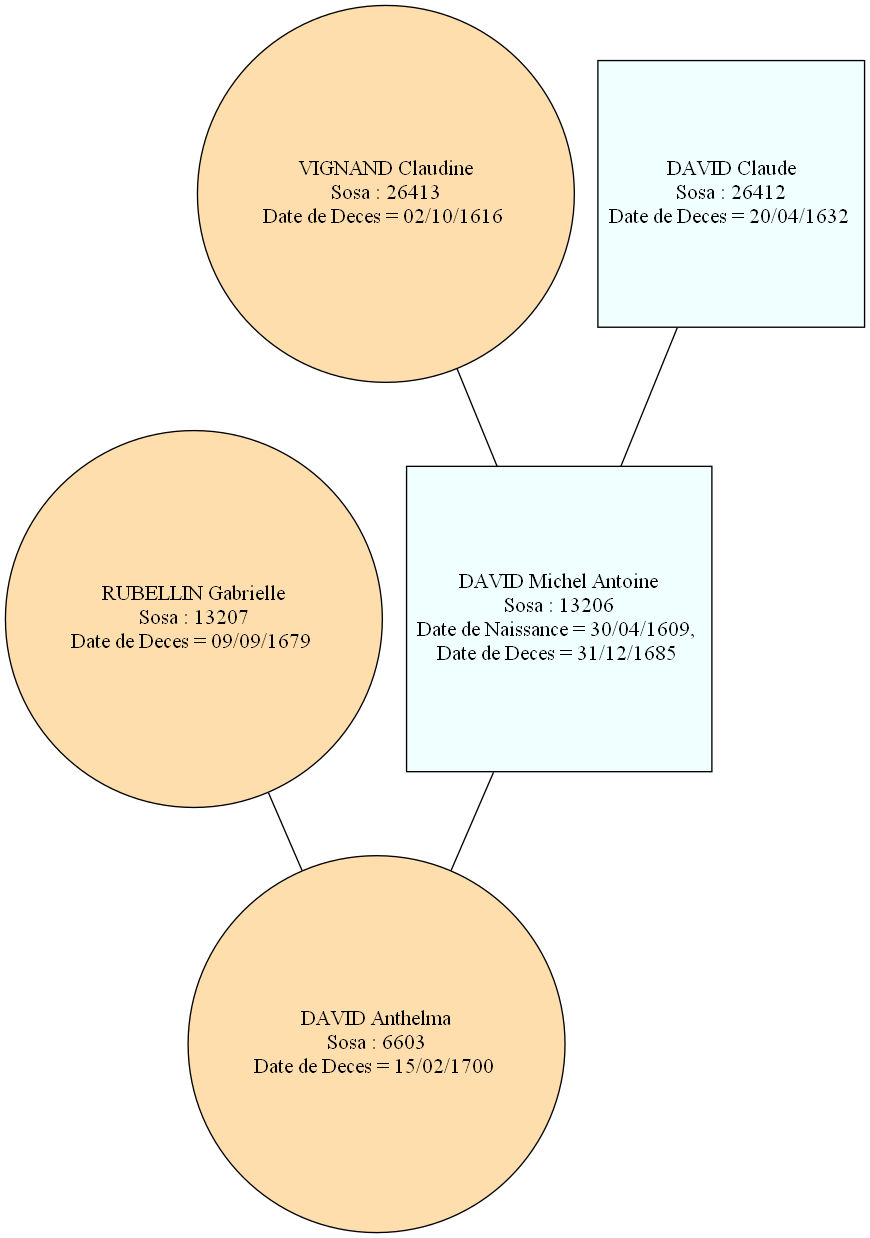 VIGNAND Claudine
Sosa : 26413
Date de Deces = 02/10/1616
DAVID Claude
Sosa : 26412
Date de Deces = 20/04/1632
RUBELLIN Gabrielle
Sosa : 13207
Date de Deces = 09/09/1679
DAVID Michel Antoine
Sosa : 13206
Date de Naissance = 30/04/1609,
Date de Deces = 31/12/1685
DAVID Anthelma
Sosa : 6603
Date de Deces = 15/02/1700